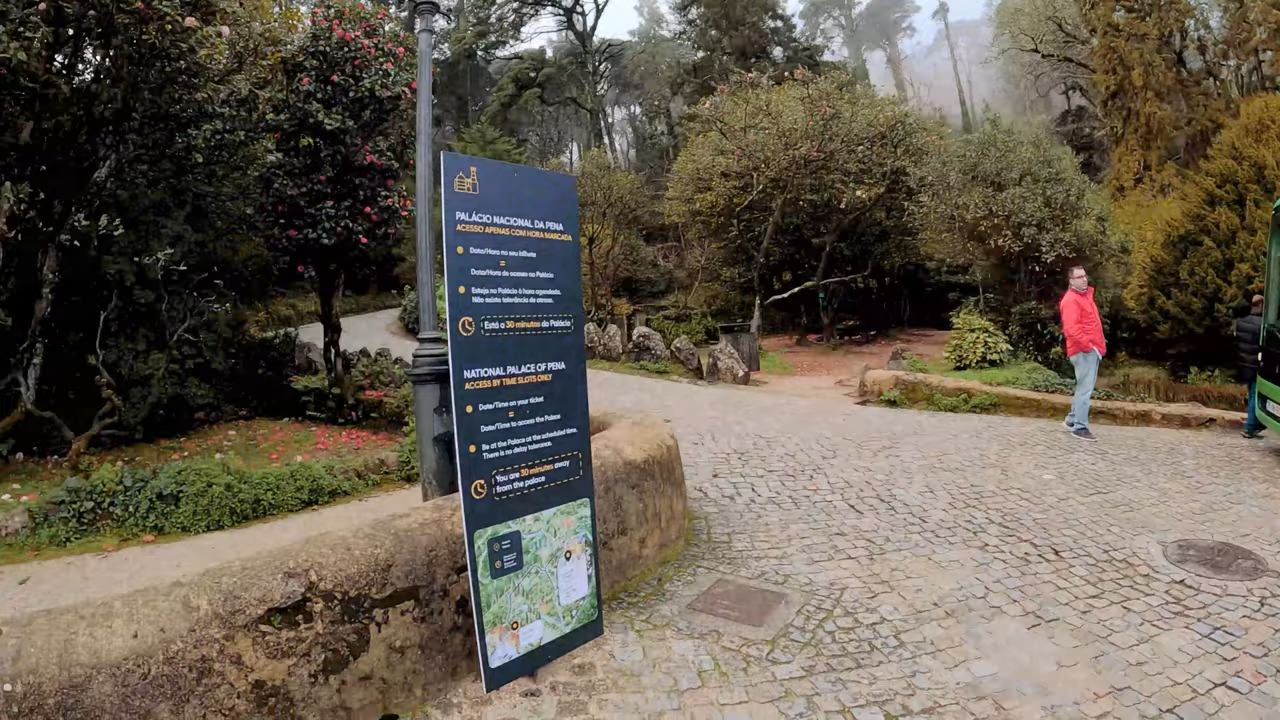 PALÁCIO NACIONAL DA PENA
ACESSO APENAS COM HORA MARCADA
Data/Hora no seu bilhete
=
Data/Hora de acesso ao Palácio
Esteja no Palácio à hora agendada.
Não existe tolerância de atraso.
Está a 30 minutos do Palácio
NATIONAL PALACE OF PENA
ACCESS BY TIME SLOTS ONLY
Date/Time on your ticket
=
Date/Time to access the Palace
Be at the Palace at the scheduled time.
There is no delay tolerance.
You are 30 minutes away
from the palace